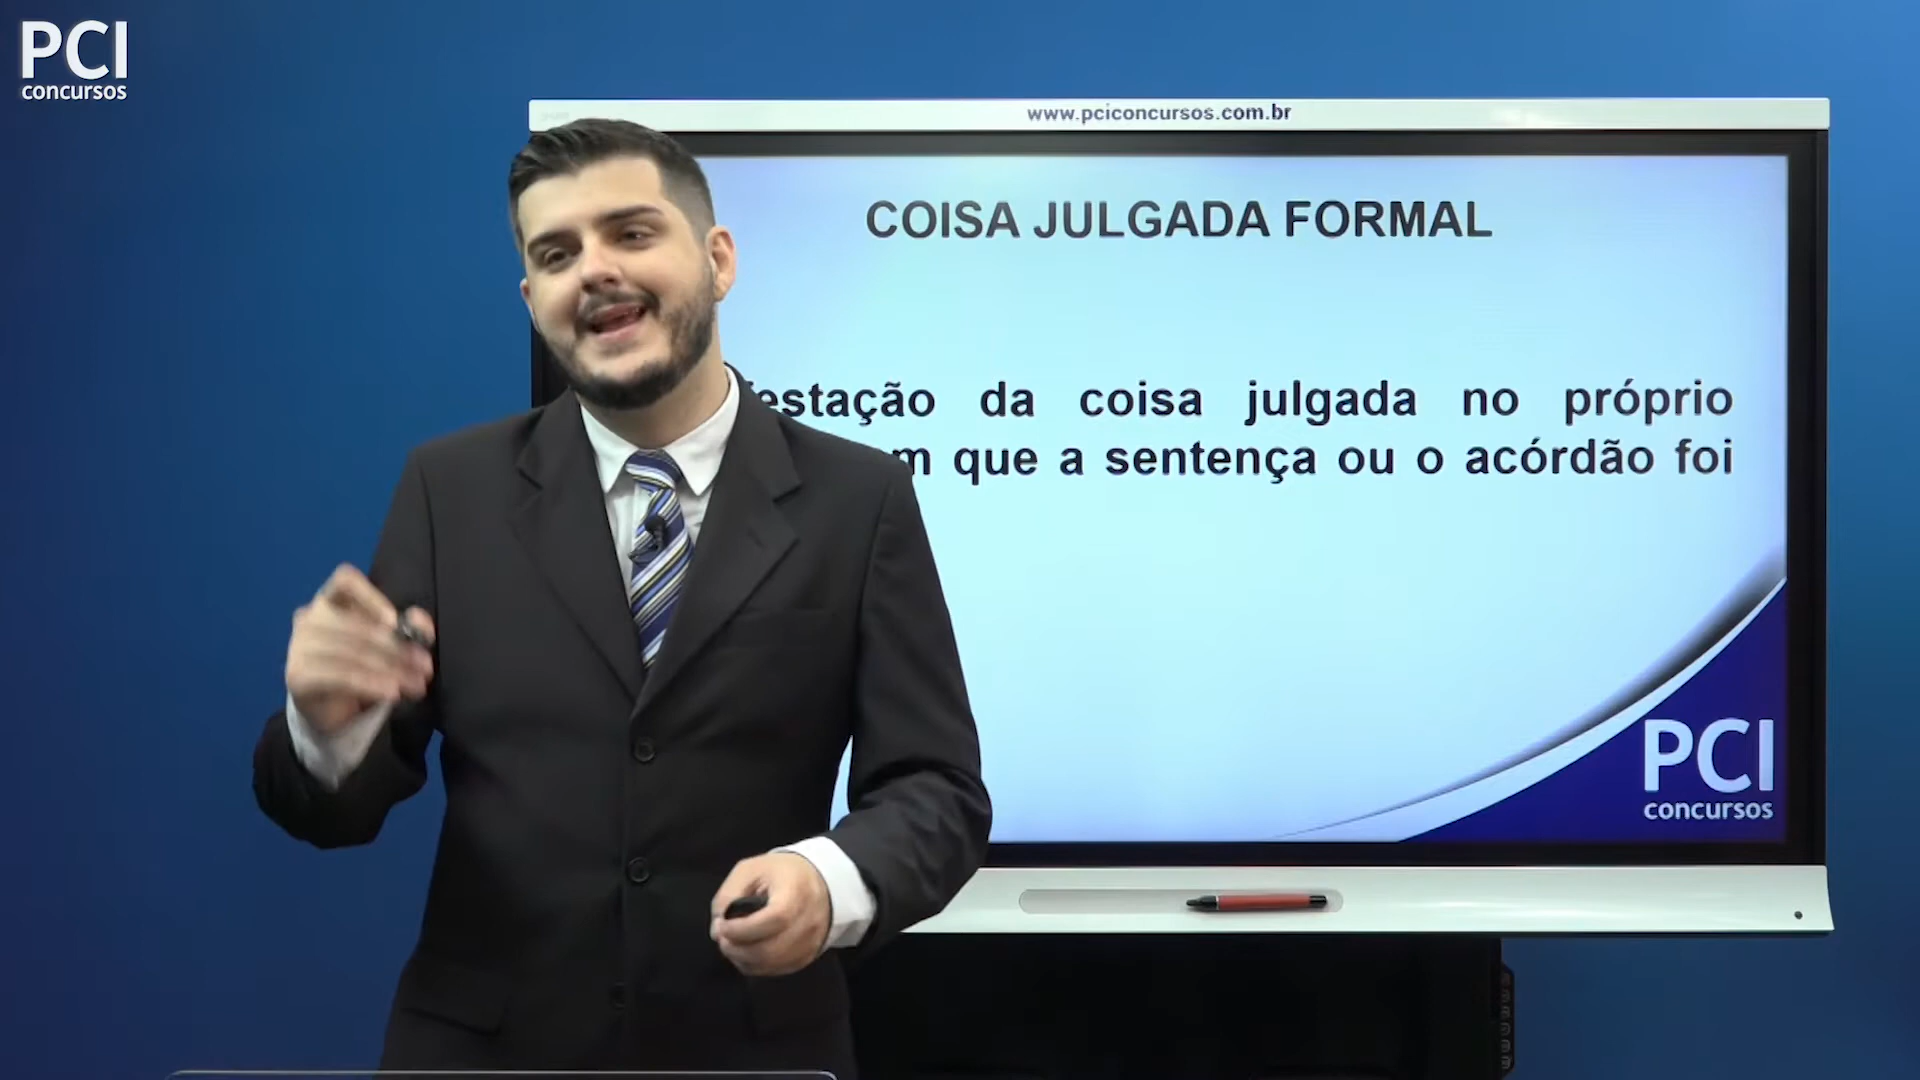 PCI
concursos
www.pciconcursos.com.br
COISA JULGADA FORMAL
da coisa julgada no próprio
que a sentença ou o acórdão foi
PCI
concursos